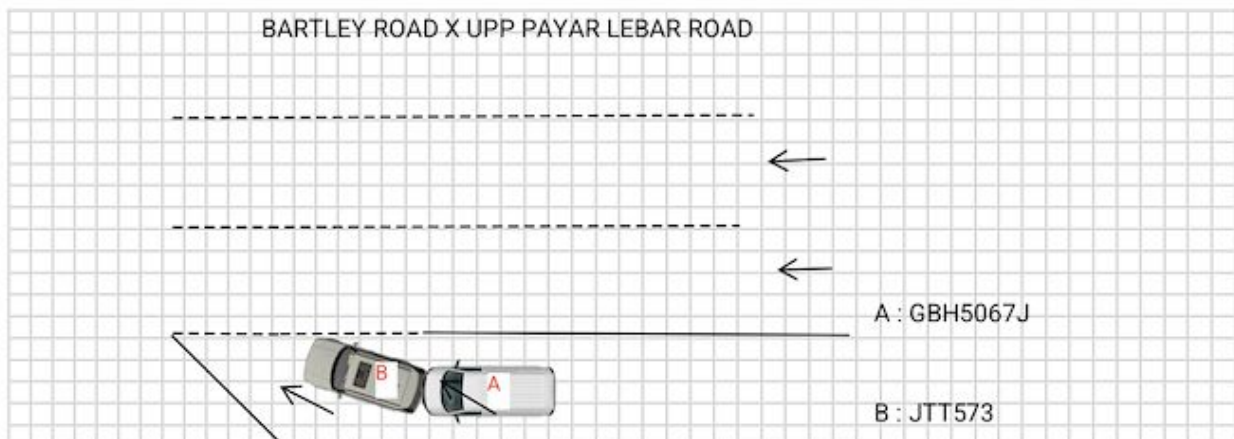 BARTLEY ROAD X UPP PAYAR LEBAR ROAD
A : GBH5067J
B
A
B : JTT573